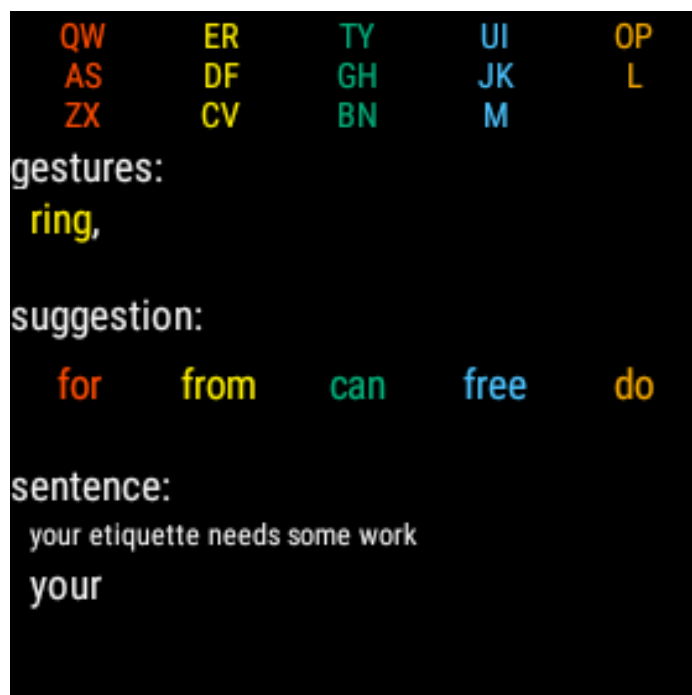 QW ER TY UI OP
AS DF GH JK L
ZX CV BN M
gestures:
ring,
suggestion:
for from can free do
sentence:
your etiquette needs some work
your